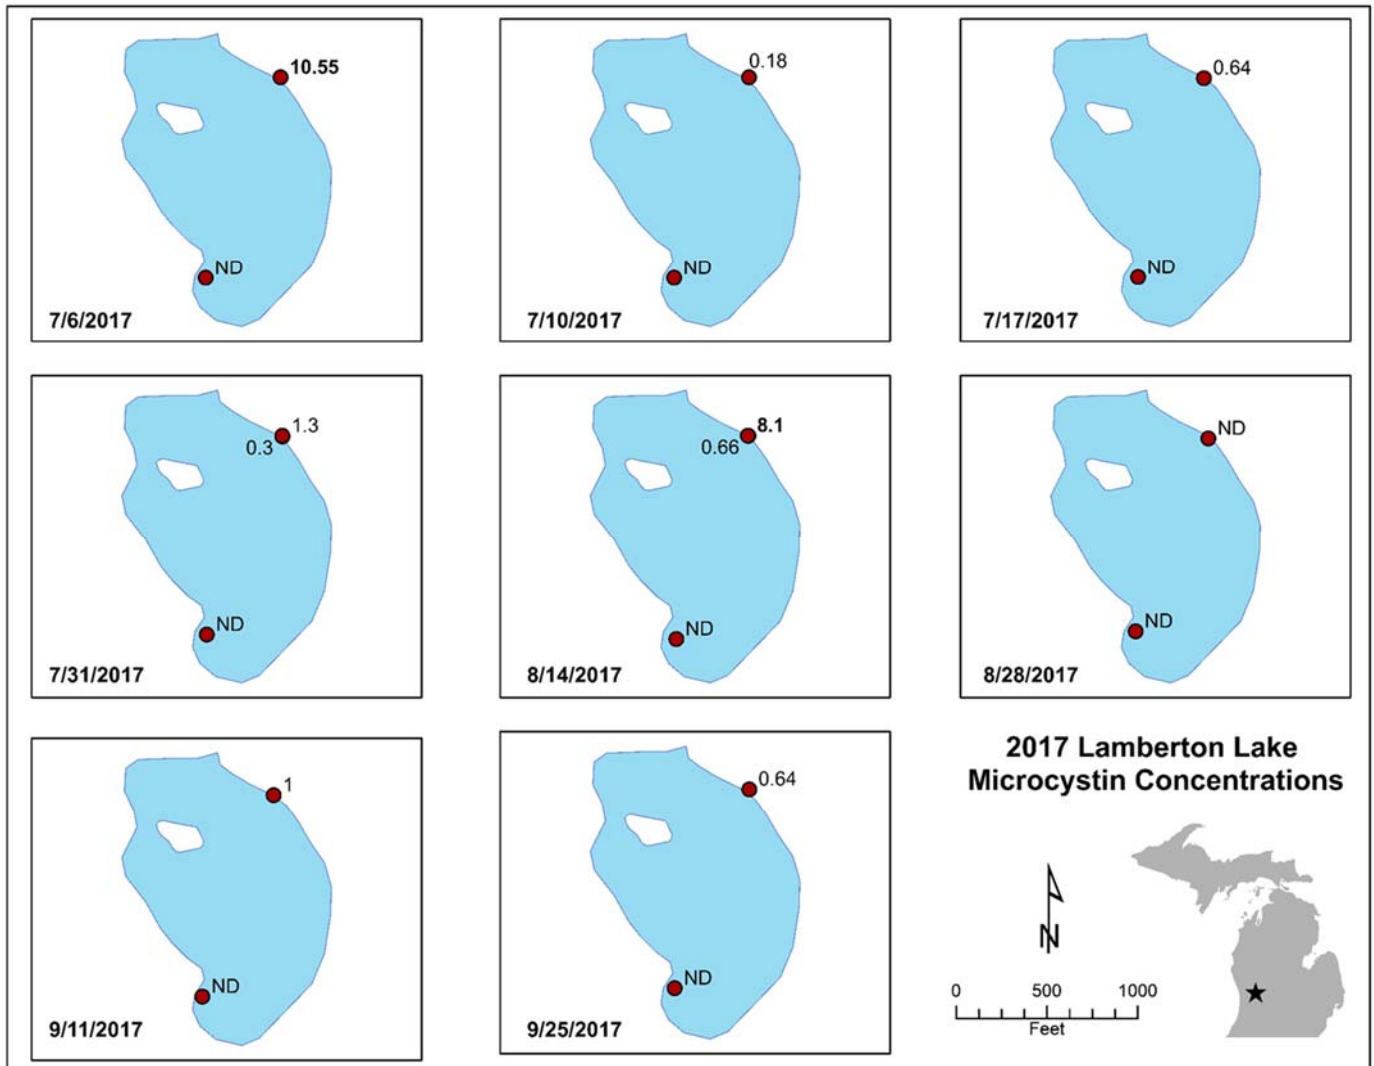 10.55
ND
7/6/2017
0.18
ND
7/10/2017
0.64
ND
7/17/2017
1.3
0.3
ND
7/31/2017
8.1
0.66
ND
8/14/2017
ND
ND
8/28/2017
1
ND
9/11/2017
0.64
ND
9/25/2017
2017 Lamberton Lake
Microcystin Concentrations
N
0 500 1000
Feet